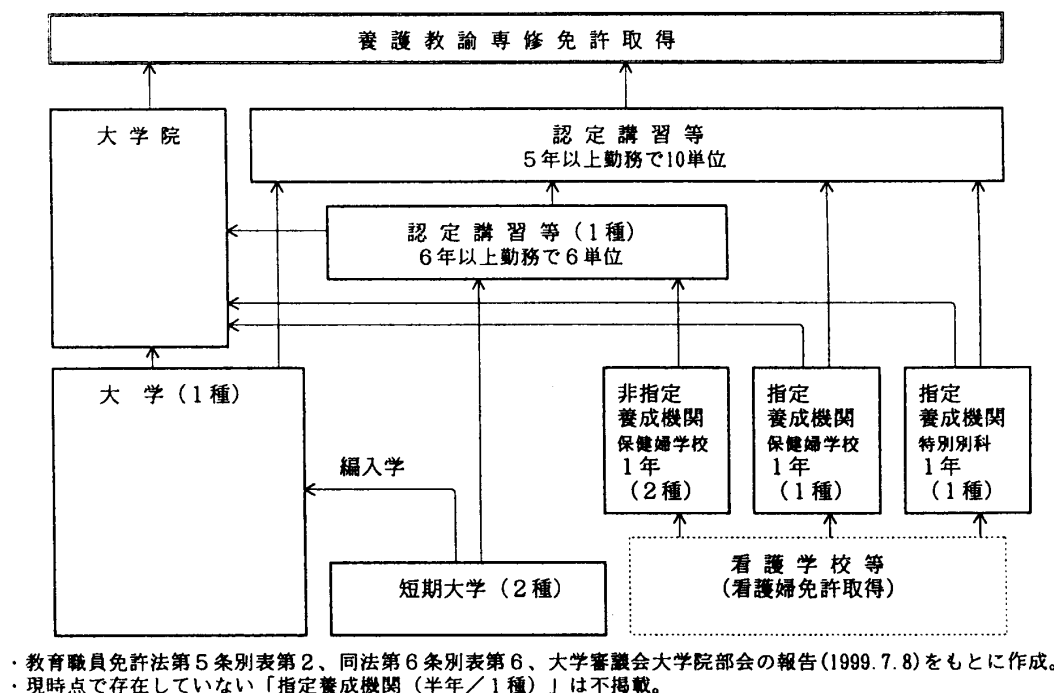 養護教諭専修免許取得
大学院
認定講習等
5年以上勤務で10単位
認定講習等(1種)
6年以上勤務で6単位
大 学(1種)
非指定
養成機関
保健婦学校
1年
(2種)
指定
養成機関
保健婦学校
1年
(1種)
指定
養成機関
特別別科
1年
(1種)
編入学
短期大学(2種)
看護学校等
(看護婦免許取得)
・教育職員免許法第5条別表第2、同法第6条別表第6、大学審議会大学院部会の報告(1999.7.8)をもとに作成。
・現時点で存在していない「指定養成機関(半年/1種)」は不掲載。